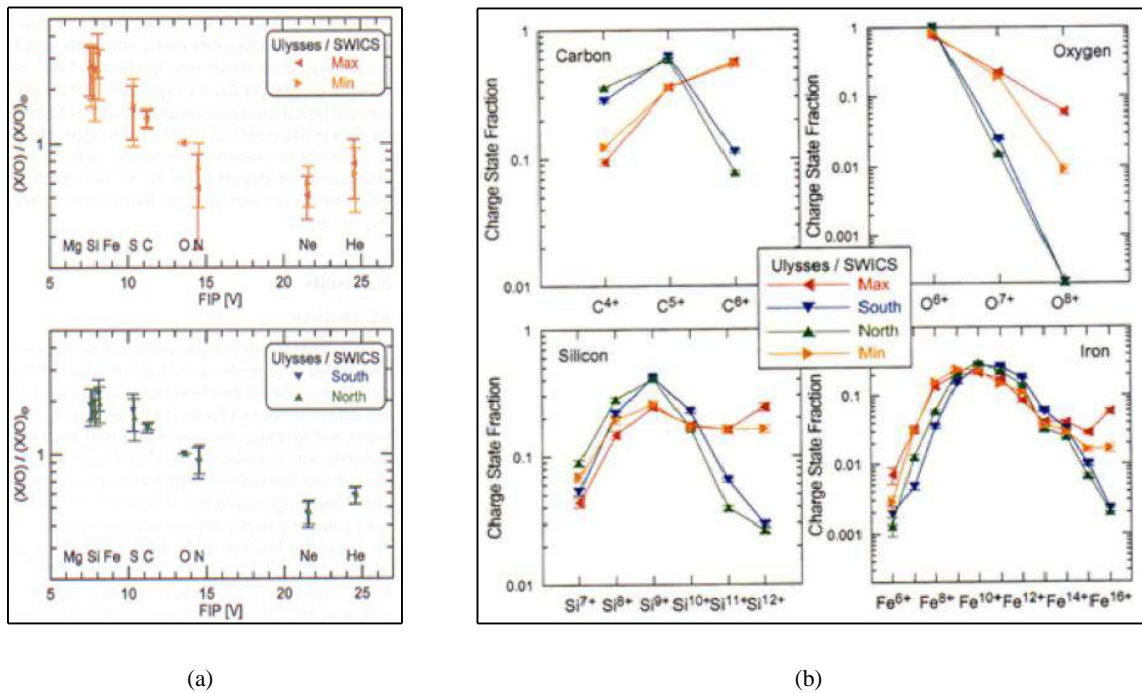 Ulysses / SWICS
Max
Min
(X/O) / (X/O)⊕
1
Mg Si Fe S C O N Ne He
5 10 15 20 25
FIP [V]
Ulysses / SWICS
South
North
(X/O) / (X/O)⊕
1
Mg Si Fe S C O N Ne He
5 10 15 20 25
FIP [V]
(a)
Carbon
Charge State Fraction
1
0.1
0.01
C4+ C5+ C6+
Oxygen
Charge State Fraction
1
0.1
0.01
0.001
O6+ O7+ O8+
Ulysses / SWICS
Max
South
North
Min
Silicon
Charge State Fraction
1
0.1
0.01
Si7+ Si8+ Si9+ Si10+ Si11+ Si12+
Iron
Charge State Fraction
0.1
0.01
0.001
Fe6+ Fe8+ Fe10+ Fe12+ Fe14+ Fe16+
(b)